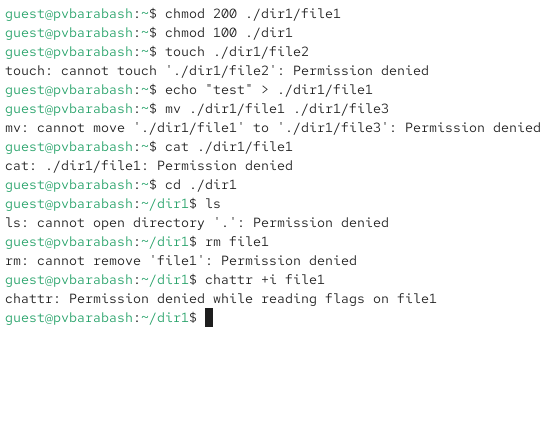 guest@pvbarabash:~$ chmod 200 ./dir1/file1
guest@pvbarabash:~$ chmod 100 ./dir1
guest@pvbarabash:~$ touch ./dir1/file2
touch: cannot touch './dir1/file2': Permission denied
guest@pvbarabash:~$ echo "test" > ./dir1/file1
guest@pvbarabash:~$ mv ./dir1/file1 ./dir1/file3
mv: cannot move './dir1/file1' to './dir1/file3': Permission denied
guest@pvbarabash:~$ cat ./dir1/file1
cat: ./dir1/file1: Permission denied
guest@pvbarabash:~$ cd ./dir1
guest@pvbarabash:~/dir1$ ls
ls: cannot open directory '.': Permission denied
guest@pvbarabash:~/dir1$ rm file1
rm: cannot remove 'file1': Permission denied
guest@pvbarabash:~/dir1$ chattr +i file1
chattr: Permission denied while reading flags on file1
guest@pvbarabash:~/dir1$